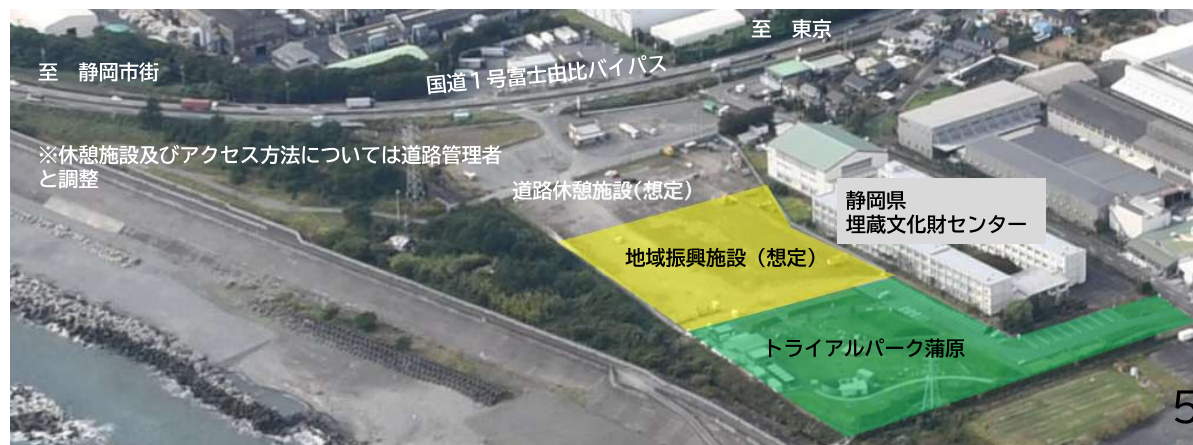 至　東京
至　静岡市街
国道１号富士由比バイパス
※休憩施設及びアクセス方法については道路管理者
と調整
道路休憩施設(想定)
静岡県
埋蔵文化財センター
地域振興施設（想定）
トライアルパーク蒲原
5